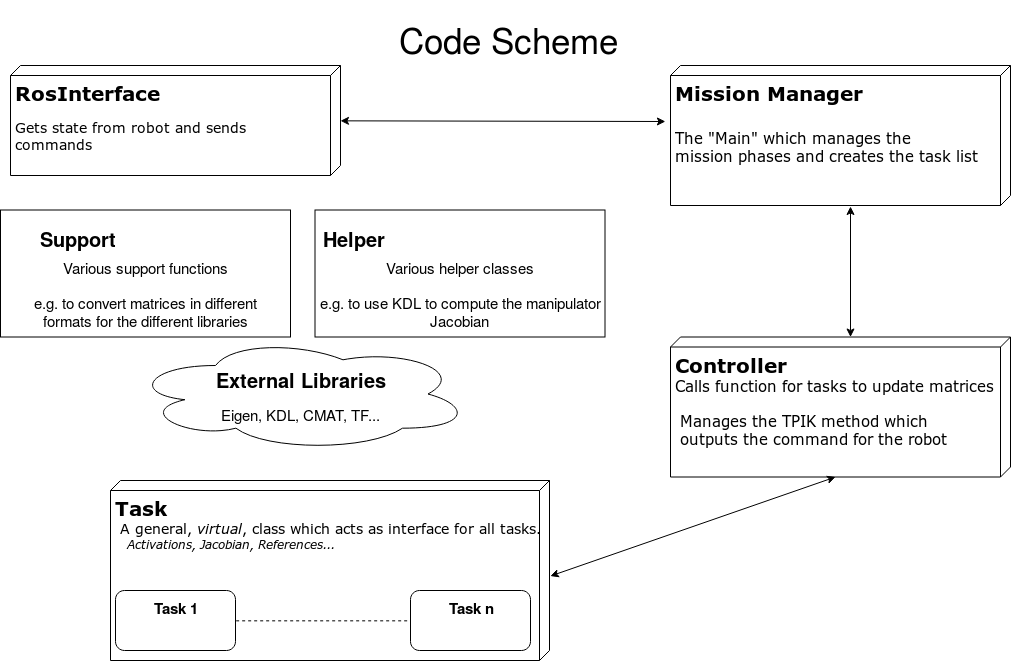 Code Scheme
RosInterface
Gets state from robot and sends
commands
Mission Manager
The "Main" which manages the
mission phases and creates the task list
Support
Various support functions
e.g. to convert matrices in different
formats for the different libraries
Helper
Various helper classes
e.g. to use KDL to compute the manipulator
Jacobian
External Libraries
Eigen, KDL, CMAT, TF...
Controller
Calls function for tasks to update matrices
Manages the TPIK method which
outputs the command for the robot
Task
A general, virtual, class which acts as interface for all tasks.
Activations, Jacobian, References...
Task 1
Task n